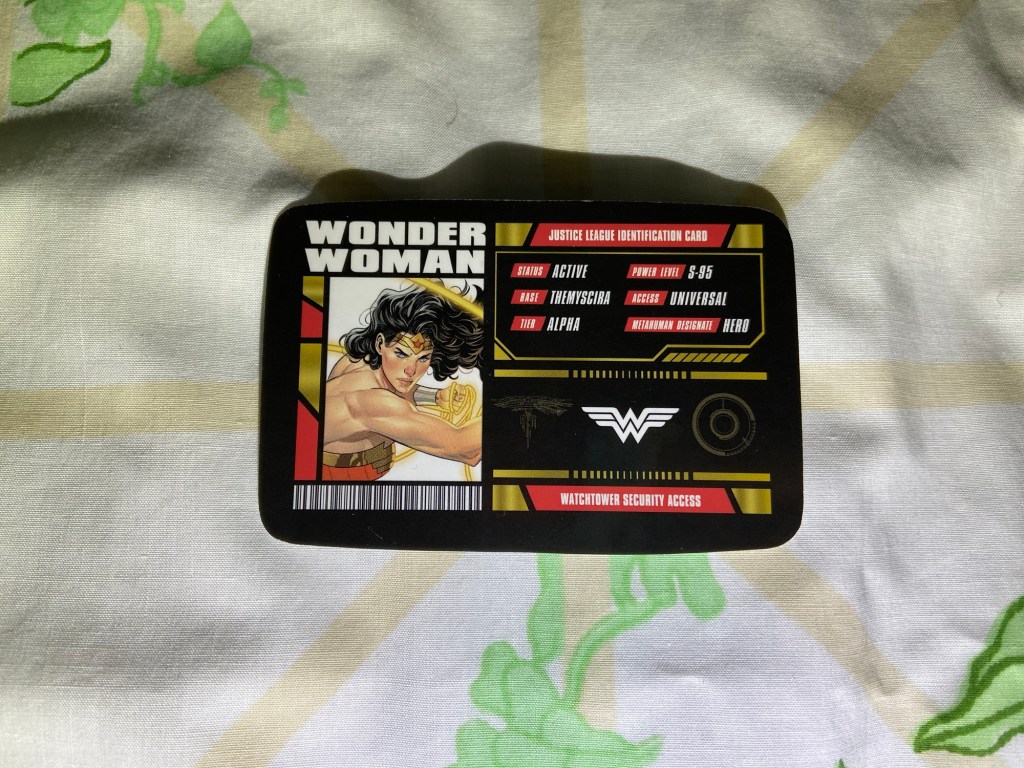 WONDER
WOMAN
JUSTICE LEAGUE IDENTIFICATION CARD
STATUS ACTIVE
POWER LEVEL S-95
BASE THEMYSCIRA
ACCESS UNIVERSAL
TIER ALPHA
METAHUMAN DESIGNATE HERO
WATCHTOWER SECURITY ACCESS